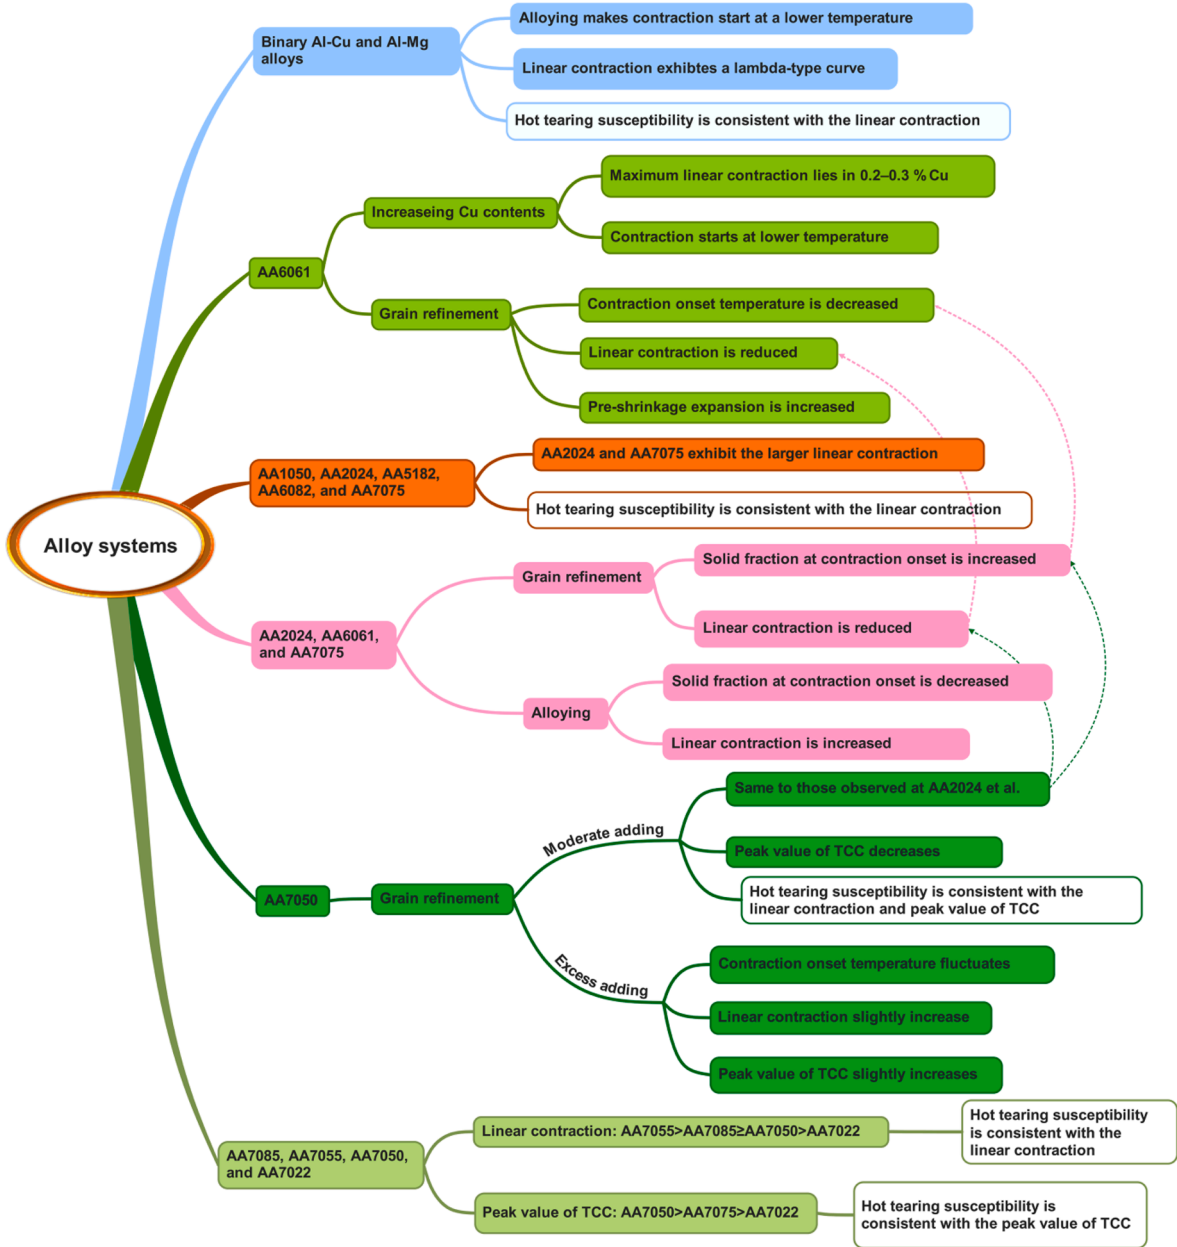 Alloy systems
Binary Al-Cu and Al-Mg
alloys
Alloying makes contraction start at a lower temperature
Linear contraction exhibtes a lambda-type curve
Hot tearing susceptibility is consistent with the linear contraction
AA6061
Increaseing Cu contents
Maximum linear contraction lies in 0.2–0.3 % Cu
Contraction starts at lower temperature
Grain refinement
Contraction onset temperature is decreased
Linear contraction is reduced
Pre-shrinkage expansion is increased
AA1050, AA2024, AA5182,
AA6082, and AA7075
AA2024 and AA7075 exhibit the larger linear contraction
Hot tearing susceptibility is consistent with the linear contraction
AA2024, AA6061,
and AA7075
Grain refinement
Solid fraction at contraction onset is increased
Linear contraction is reduced
Alloying
Solid fraction at contraction onset is decreased
Linear contraction is increased
AA7050
Grain refinement
Moderate adding
Same to those observed at AA2024 et al.
Peak value of TCC decreases
Hot tearing susceptibility is consistent with the
linear contraction and peak value of TCC
Excess adding
Contraction onset temperature fluctuates
Linear contraction slightly increase
Peak value of TCC slightly increases
AA7085, AA7055, AA7050,
and AA7022
Linear contraction: AA7055>AA7085≥AA7050>AA7022
Hot tearing susceptibility
is consistent with the
linear contraction
Peak value of TCC: AA7050>AA7075>AA7022
Hot tearing susceptibility is
consistent with the peak value of TCC